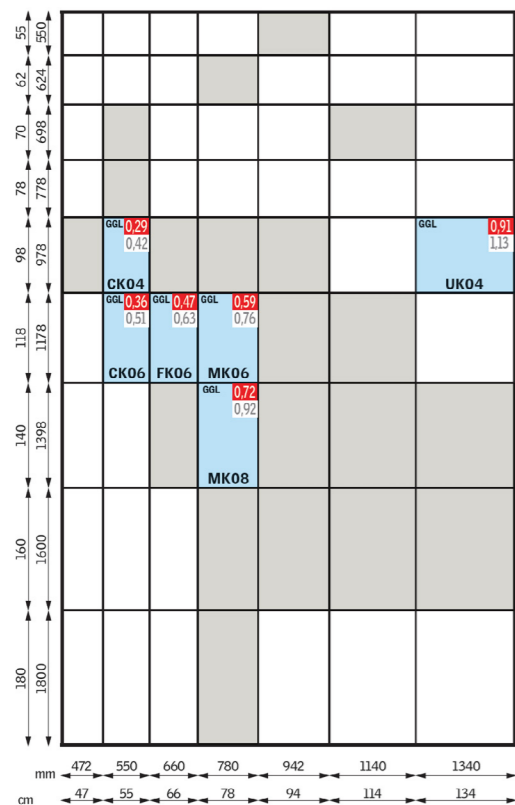 55 550
62 624
70 698
78 778
98 978
GGL 0,29
0,42
CK04
GGL 0,91
1,13
UK04
118 1178
GGL 0,36
0,51
CK06
GGL 0,47
0,63
FK06
GGL 0,59
0,76
MK06
140 1398
GGL 0,72
0,92
MK08
160 1600
180 1800
mm 472 550 660 780 942 1140 1340
cm 47 55 66 78 94 114 134